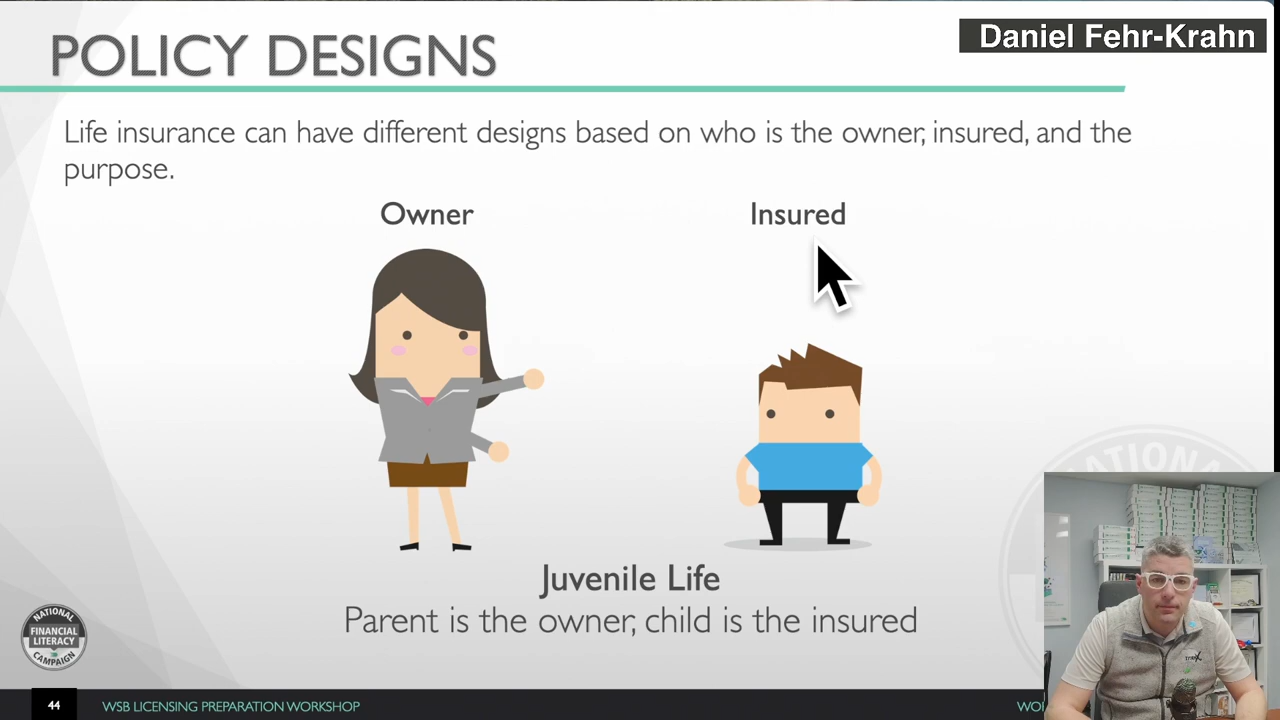 POLICY DESIGNS
Daniel Fehr-Krahn
Life insurance can have different designs based on who is the owner, insured, and the
purpose.
Owner
Insured
Juvenile Life
Parent is the owner, child is the insured
NATIONAL
FINANCIAL
LITERACY
CAMPAIGN
44
WSB LICENSING PREPARATION WORKSHOP